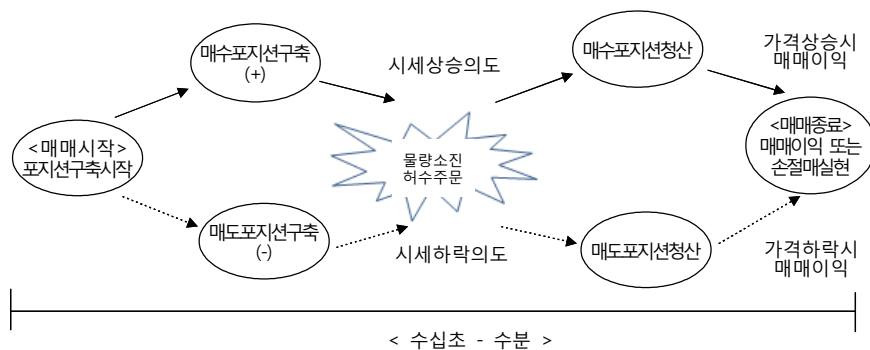 매수포지션구축
(+)
시세상승의도
매수포지션청산
가격상승시
매매이익
<매매시작>
포지션구축시작
물량소진
허수주문
<매매종료>
매매이익 또는
손절매실현
매도포지션구축
(-)
시세하락의도
매도포지션청산
가격하락시
매매이익
< 수십초 - 수분 >